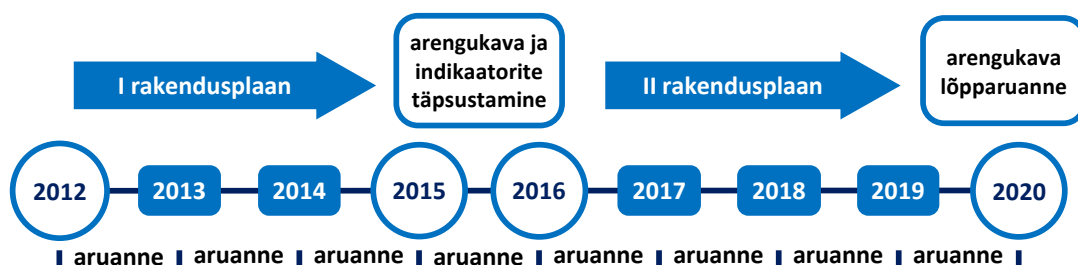 arengukava ja
indikaatorite
täpsustamine
I rakendusplaan
II rakendusplaan
arengukava
lõpparuanne
2012 2013 2014 2015 2016 2017 2018 2019 2020
aruanne aruanne aruanne aruanne aruanne aruanne aruanne aruanne